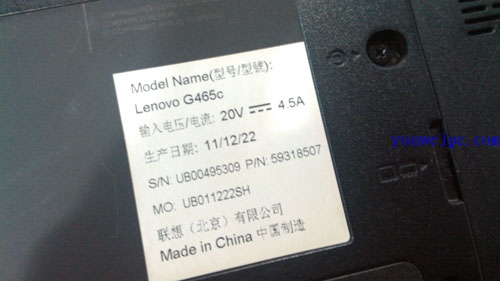 Model Name(型号/型號):
Lenovo G465c
输入电压/电流: 20V ⎓ 4.5A
生产日期: 11/12/22
S/N: UB00495309 P/N: 59318507
MO: UB011222SH
联想（北京）有限公司
Made in China 中国制造